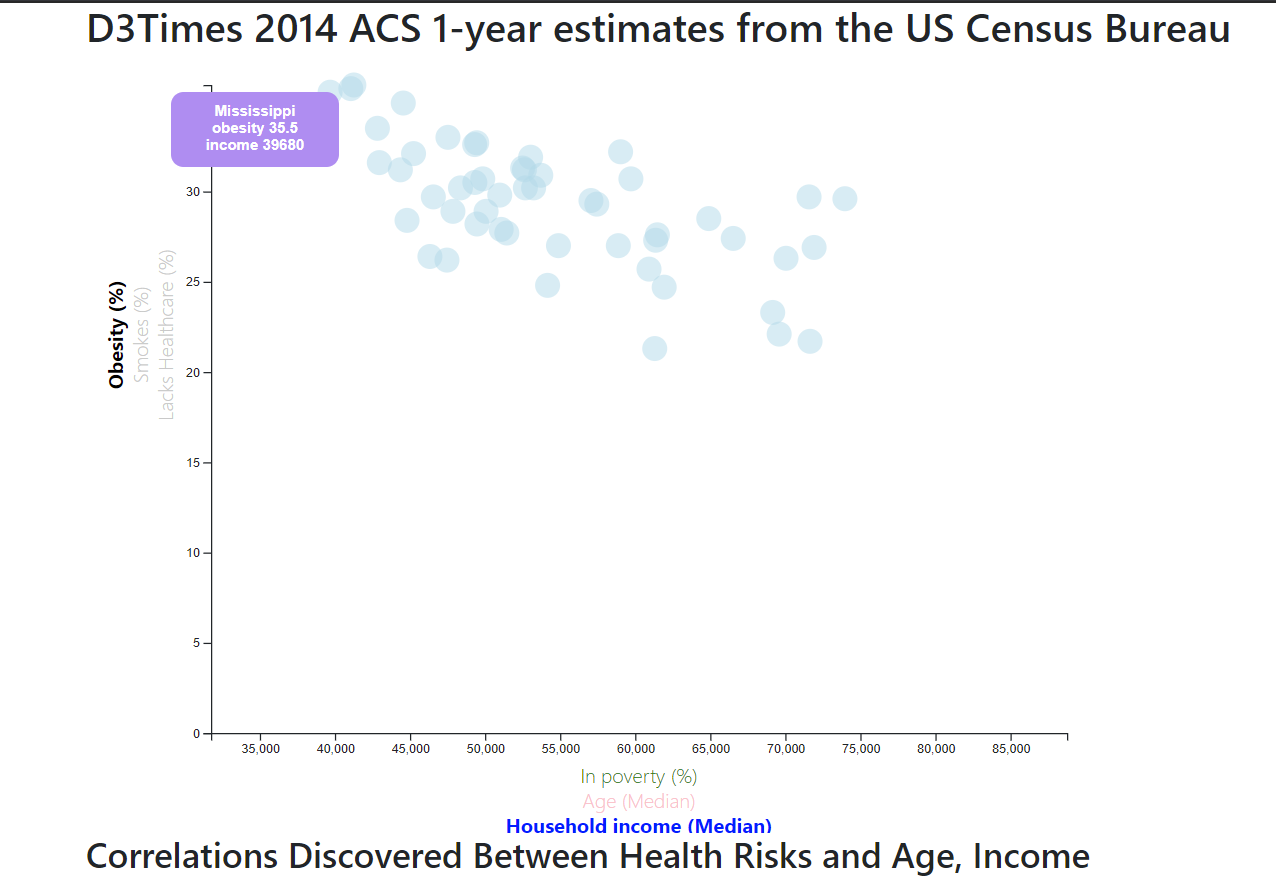 D3Times 2014 ACS 1-year estimates from the US Census Bureau
Mississippi
obesity 35.5
income 39680
Obesity (%)
Smokes (%)
Lacks Healthcare (%)
30
25
20
15
10
5
0
35,000 40,000 45,000 50,000 55,000 60,000 65,000 70,000 75,000 80,000 85,000
In poverty (%)
Age (Median)
Household income (Median)
Correlations Discovered Between Health Risks and Age, Income